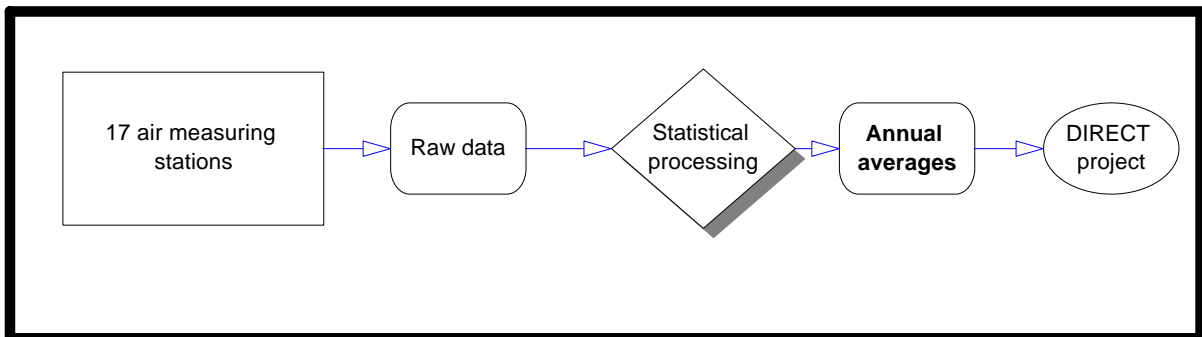 17 air measuring
stations
Raw data
Statistical
processing
Annual
averages
DIRECT
project